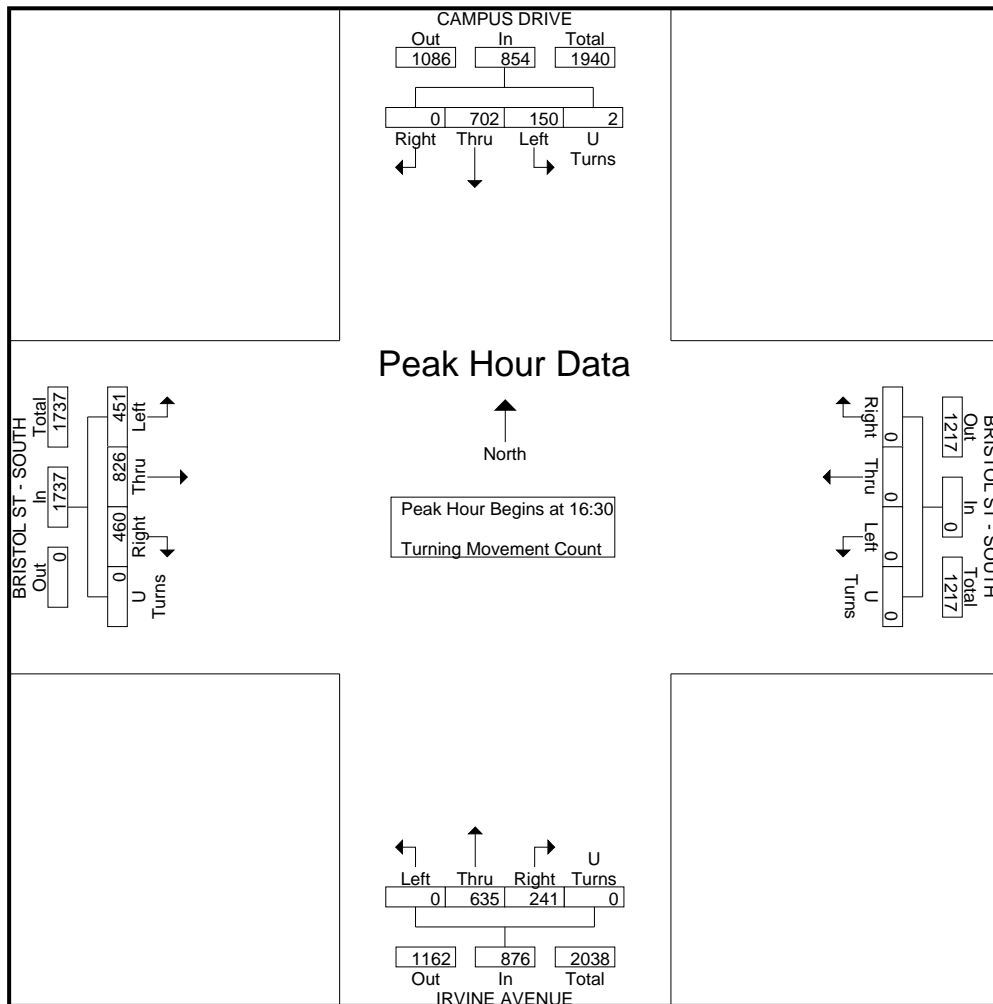 CAMPUS DRIVE
Out In Total
1086 854 1940
0 702 150 2
Right Thru Left U
Turns
Peak Hour Data
North
Peak Hour Begins at 16:30
Turning Movement Count
BRISTOL ST - SOUTH
Out In Total
0 1737 1737
451 826 460 0
Left Thru Right U
Turns
BRISTOL ST - SOUTH
Out In Total
1217 0 1217
0 0 0 0
Right Thru Left U
Turns
U
Left Thru Right Turns
0 635 241 0
1162 876 2038
Out In Total
IRVINE AVENUE